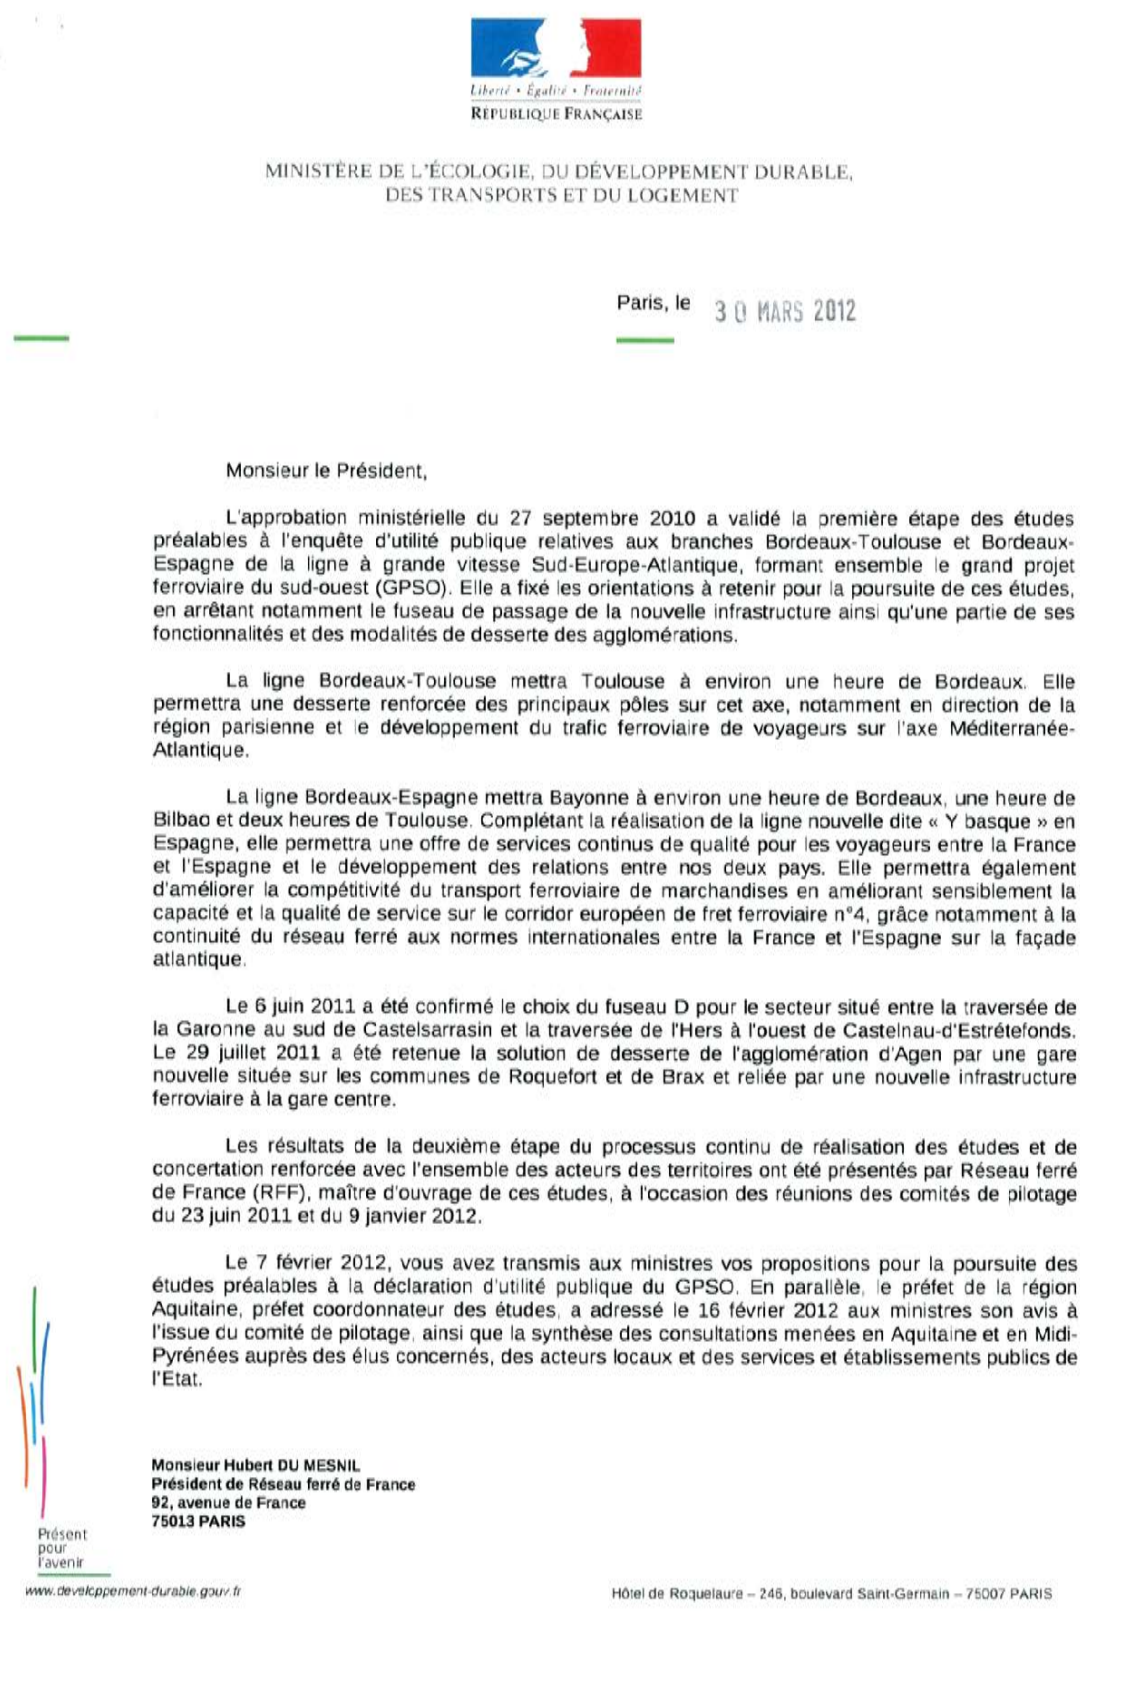 Liberté • Égalité • Fraternité
RÉPUBLIQUE FRANÇAISE
MINISTÈRE DE L'ÉCOLOGIE, DU DÉVELOPPEMENT DURABLE,
DES TRANSPORTS ET DU LOGEMENT
Paris, le 30 MARS 2012
Monsieur le Président,
L'approbation ministérielle du 27 septembre 2010 a validé la première étape des études
préalables à l'enquête d'utilité publique relatives aux branches Bordeaux-Toulouse et Bordeaux-
Espagne de la ligne à grande vitesse Sud-Europe-Atlantique, formant ensemble le grand projet
ferroviaire du sud-ouest (GPSO). Elle a fixé les orientations à retenir pour la poursuite de ces études,
en arrêtant notamment le fuseau de passage de la nouvelle infrastructure ainsi qu'une partie de ses
fonctionnalités et des modalités de desserte des agglomérations.
La ligne Bordeaux-Toulouse mettra Toulouse à environ une heure de Bordeaux. Elle
permettra une desserte renforcée des principaux pôles sur cet axe, notamment en direction de la
région parisienne et le développement du trafic ferroviaire de voyageurs sur l'axe Méditerranée-
Atlantique.
La ligne Bordeaux-Espagne mettra Bayonne à environ une heure de Bordeaux, une heure de
Bilbao et deux heures de Toulouse. Complétant la réalisation de la ligne nouvelle dite « Y basque » en
Espagne, elle permettra une offre de services continus de qualité pour les voyageurs entre la France
et l'Espagne et le développement des relations entre nos deux pays. Elle permettra également
d'améliorer la compétitivité du transport ferroviaire de marchandises en améliorant sensiblement la
capacité et la qualité de service sur le corridor européen de fret ferroviaire n°4, grâce notamment à la
continuité du réseau ferré aux normes internationales entre la France et l'Espagne sur la façade
atlantique.
Le 6 juin 2011 a été confirmé le choix du fuseau D pour le secteur situé entre la traversée de
la Garonne au sud de Castelsarrasin et la traversée de l'Hers à l'ouest de Castelnau-d'Estrétefonds.
Le 29 juillet 2011 a été retenue la solution de desserte de l'agglomération d'Agen par une gare
nouvelle située sur les communes de Roquefort et de Brax et reliée par une nouvelle infrastructure
ferroviaire à la gare centre.
Les résultats de la deuxième étape du processus continu de réalisation des études et de
concertation renforcée avec l'ensemble des acteurs des territoires ont été présentés par Réseau ferré
de France (RFF), maître d'ouvrage de ces études, à l'occasion des réunions des comités de pilotage
du 23 juin 2011 et du 9 janvier 2012.
Le 7 février 2012, vous avez transmis aux ministres vos propositions pour la poursuite des
études préalables à la déclaration d'utilité publique du GPSO. En parallèle, le préfet de la région
Aquitaine, préfet coordonnateur des études, a adressé le 16 février 2012 aux ministres son avis à
l'issue du comité de pilotage, ainsi que la synthèse des consultations menées en Aquitaine et en Midi-
Pyrénées auprès des élus concernés, des acteurs locaux et des services et établissements publics de
l'Etat.
Monsieur Hubert DU MESNIL
Président de Réseau ferré de France
92, avenue de France
75013 PARIS
Présent
pour
l'avenir
www.developpement-durable.gouv.fr
Hôtel de Roquelaure – 246, boulevard Saint-Germain – 75007 PARIS